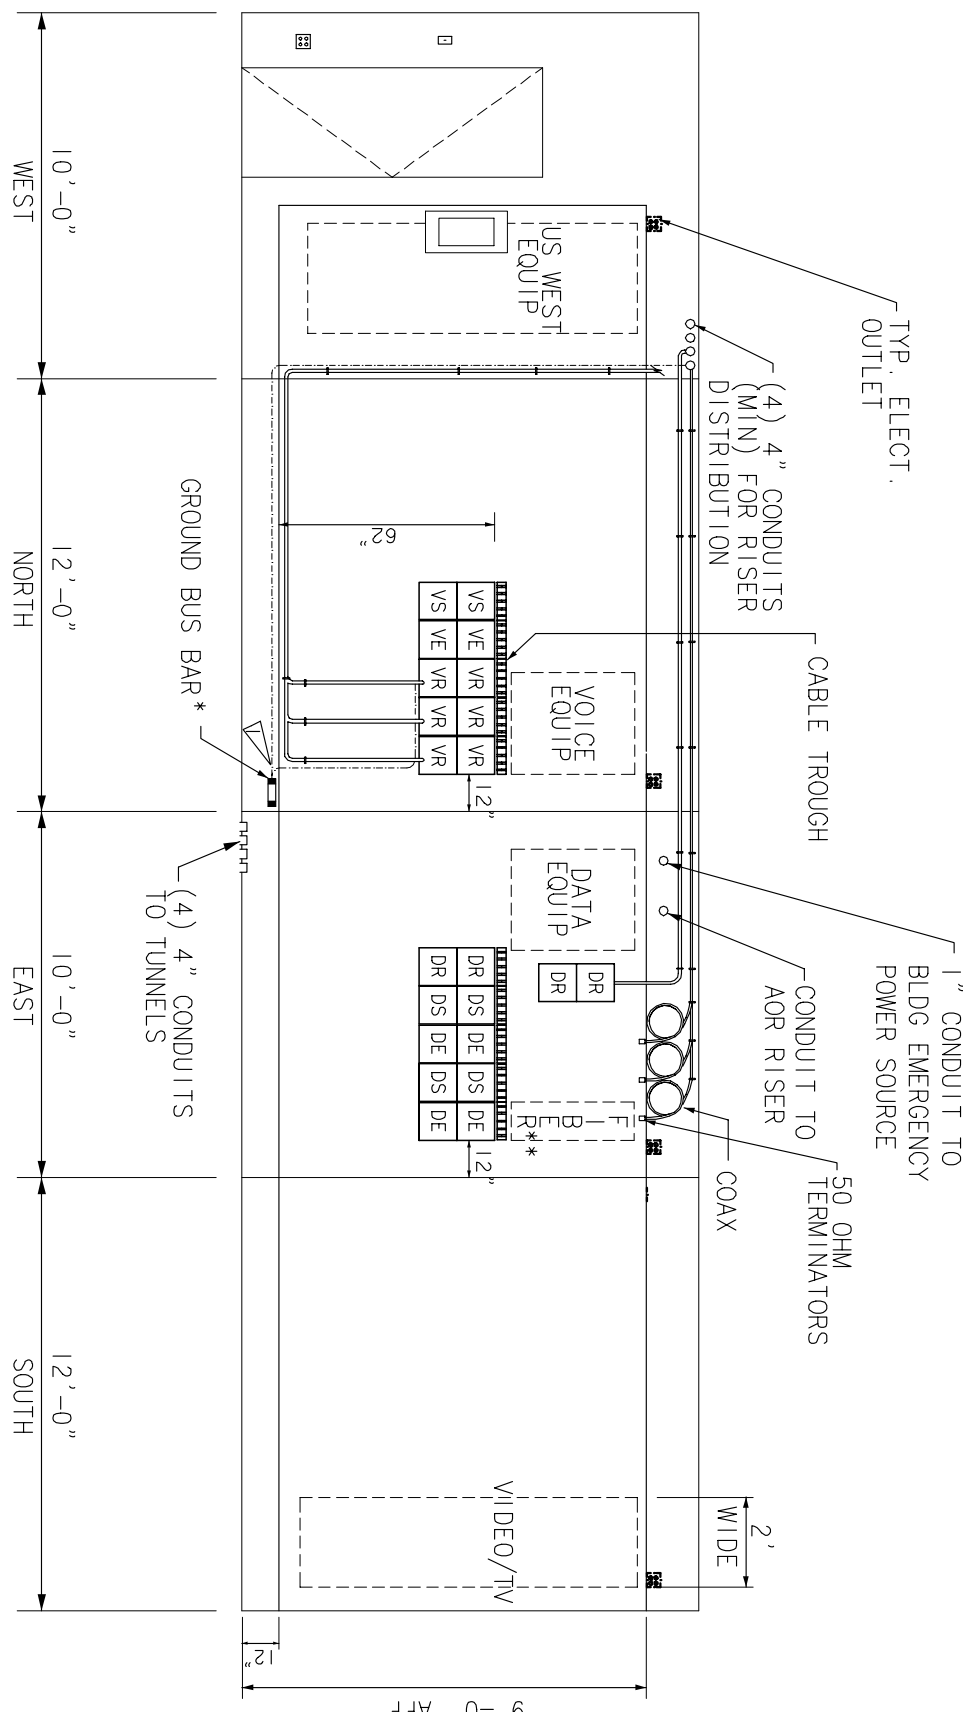 TYP. ELECT.
OUTLET
(4) 4" CONDUITS
(MIN) FOR RISER
DISTRIBUTION
CABLE TROUGH
1" CONDUIT TO
BLDG EMERGENCY
POWER SOURCE
CONDUIT TO
AOR RISER
50 OHM
TERMINATORS
COAX
2'
WIDE
US WEST
EQUIP
VOICE
EQUIP
DATA
EQUIP
DR
DR
FIBER**
VIDEO/TV
62"
VS VE VR VR VR
VS VE VR VR VR
12"
DR DS DE DS DE
DR DS DE DS DE
12"
GROUND BUS BAR*
(4) 4" CONDUITS
TO TUNNELS
12"
10'-0"
WEST
12'-0"
NORTH
10'-0"
EAST
12'-0"
SOUTH